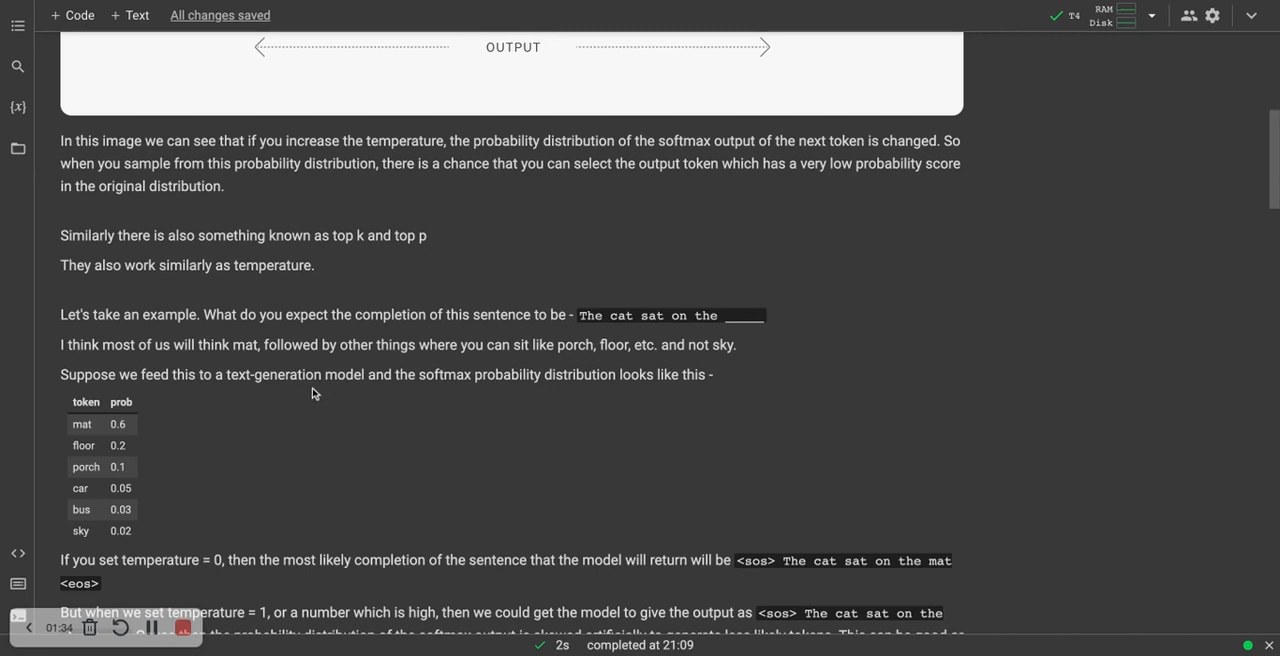 + Code + Text All changes saved
T4 RAM Disk
OUTPUT
In this image we can see that if you increase the temperature, the probability distribution of the softmax output of the next token is changed. So
when you sample from this probability distribution, there is a chance that you can select the output token which has a very low probability score
in the original distribution.
Similarly there is also something known as top k and top p
They also work similarly as temperature.
Let's take an example. What do you expect the completion of this sentence to be - The cat sat on the _____
I think most of us will think mat, followed by other things where you can sit like porch, floor, etc. and not sky.
Suppose we feed this to a text-generation model and the softmax probability distribution looks like this -
token prob
mat 0.6
floor 0.2
porch 0.1
car 0.05
bus 0.03
sky 0.02
If you set temperature = 0, then the most likely completion of the sentence that the model will return will be <sos> The cat sat on the mat
<eos>
But when we set temperature = 1, or a number which is high, then we could get the model to give the output as <sos> The cat sat on the
01:34
2s completed at 21:09